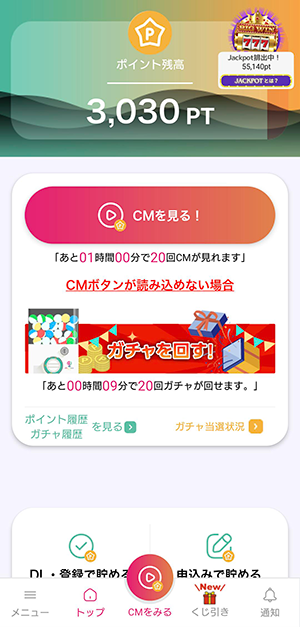 P
ポイント残高
BIG WIN
777
Jackpot排出中！
55,140pt
JACKPOTとは？
3,030 PT
CMを見る！
「あと01時間00分で20回CMが見れます」
CMボタンが読み込めない場合
ガチャを回す!
「あと00時間09分で20回ガチャが回せます。」
ポイント履歴
ガチャ履歴
を見る
ガチャ当選状況
DL・登録で貯める
申込みで貯める
New
メニュー
トップ
CMをみる
くじ引き
通知